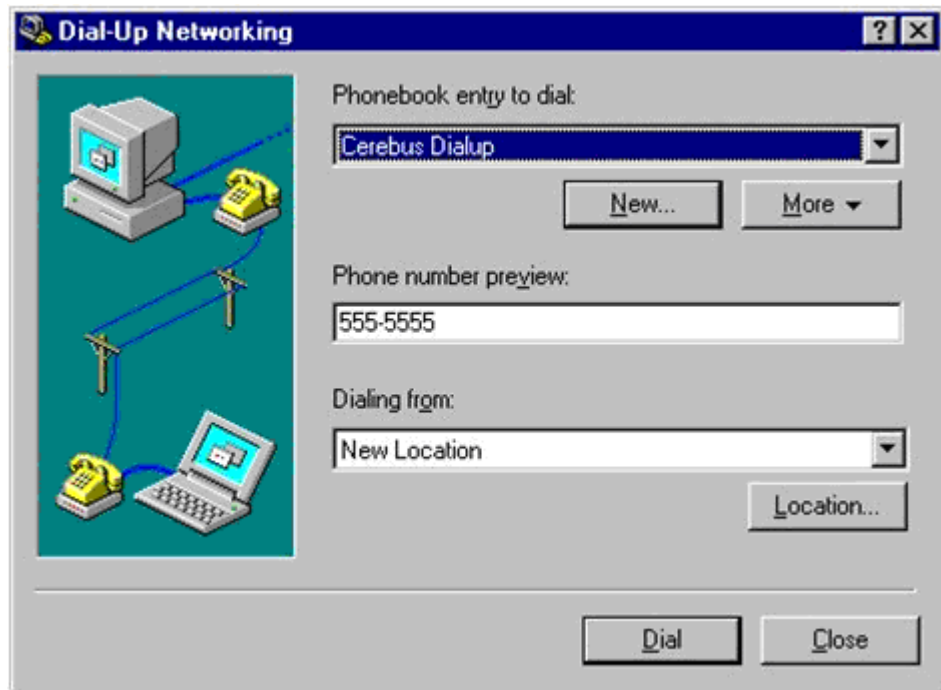 Dial-Up Networking
Phonebook entry to dial:
Cerebus Dialup
New... More
Phone number preview:
555-5555
Dialing from:
New Location
Location...
Dial Close